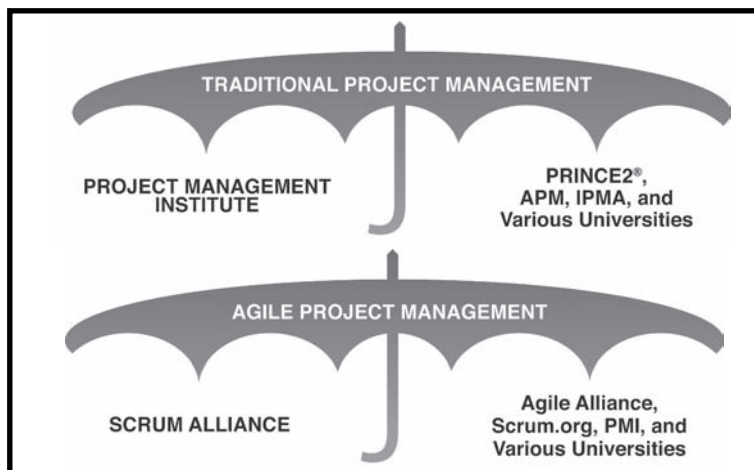 TRADITIONAL PROJECT MANAGEMENT
PROJECT MANAGEMENT
INSTITUTE
PRINCE2®,
APM, IPMA, and
Various Universities
AGILE PROJECT MANAGEMENT
SCRUM ALLIANCE
Agile Alliance,
Scrum.org, PMI, and
Various Universities